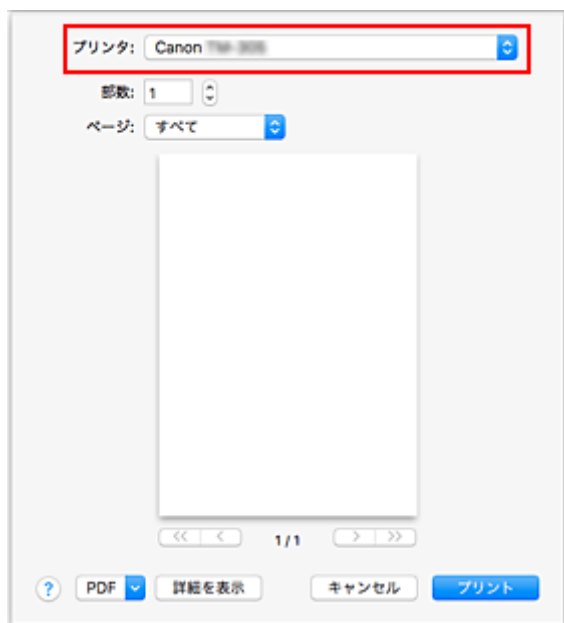 プリンタ: Canon
部数: 1
ページ: すべて
<< < 1/1 > >>
? PDF 詳細を表示 キャンセル プリント